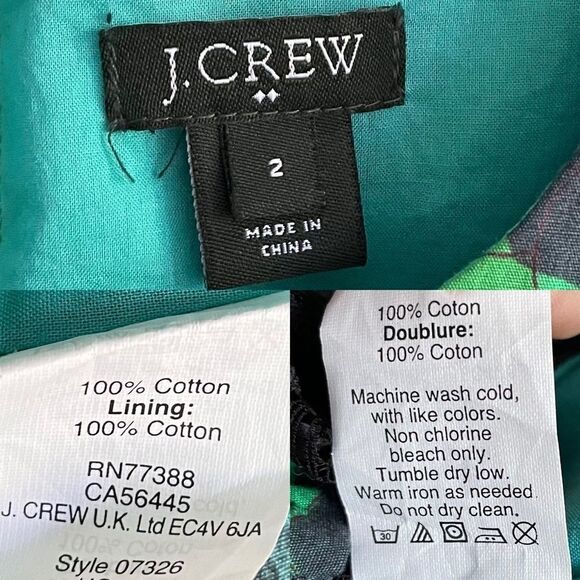 J.CREW
2
MADE IN
CHINA
100% Cotton
Lining:
100% Cotton
RN77388
CA56445
J. CREW U.K. Ltd EC4V 6JA
Style 07326
100% Coton
Doublure:
100% Coton
Machine wash cold,
with like colors.
Non chlorine
bleach only.
Tumble dry low.
Warm iron as needed.
Do not dry clean.
30